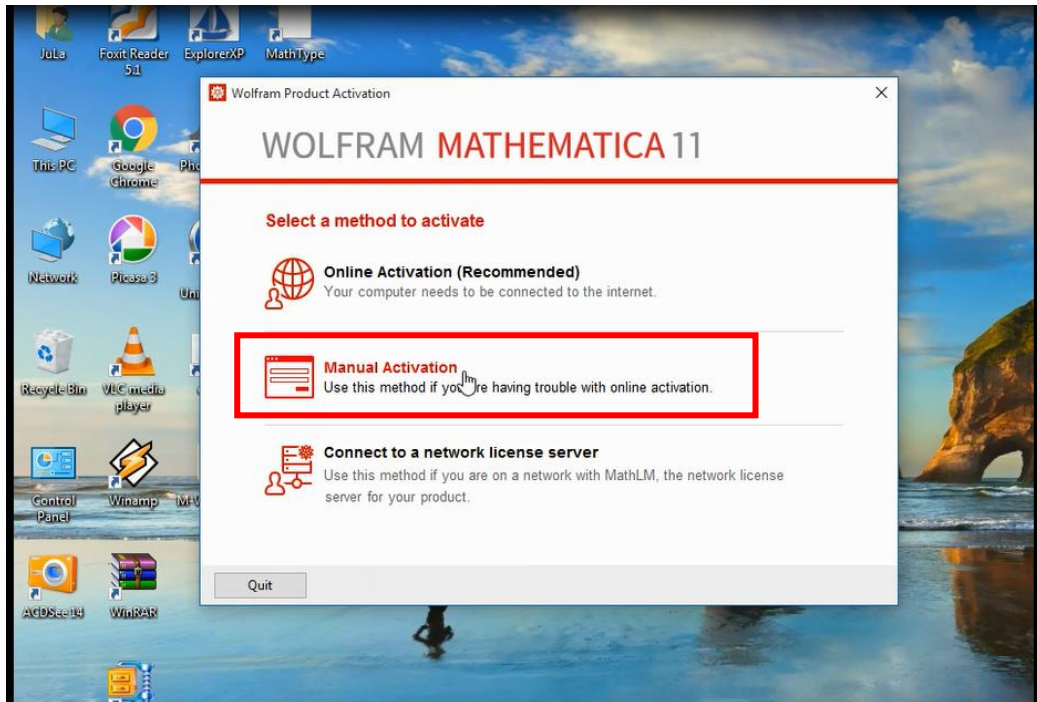 JuLa
Foxit Reader
5.1
ExplorerXP
MathType
Wolfram Product Activation
WOLFRAM MATHEMATICA 11
This PC
Google
Chrome
Select a method to activate
Online Activation (Recommended)
Your computer needs to be connected to the internet.
Network
Picasa 3
Manual Activation
Use this method if you are having trouble with online activation.
Recycle Bin
VLC media
player
Connect to a network license server
Use this method if you are on a network with MathLM, the network license
server for your product.
Control
Panel
Winamp
Quit
ACDSee 14
WinRAR